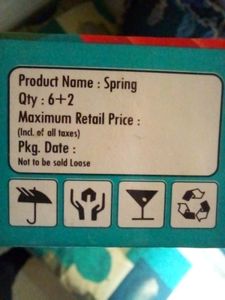 Product Name : Spring
Qty : 6+2
Maximum Retail Price :
(Incl. of all taxes)
Pkg. Date :
Not to be sold Loose